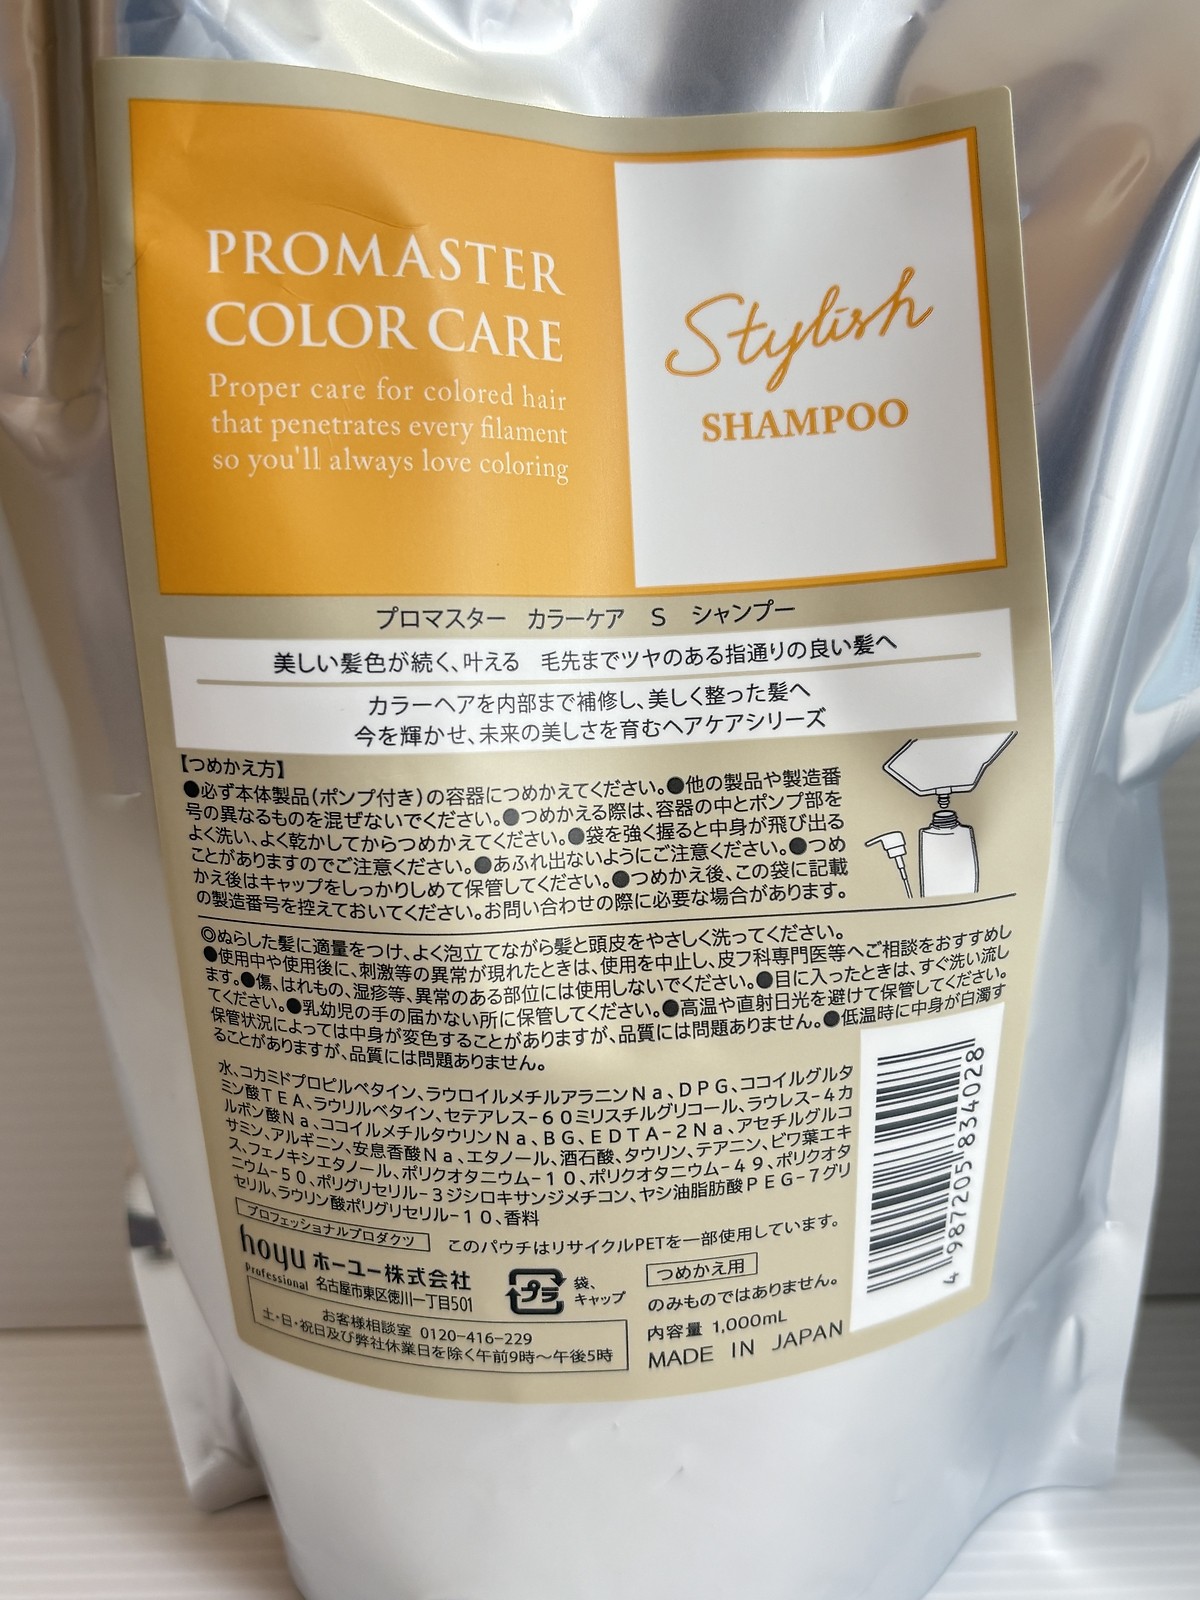 PROMASTER
COLOR CARE
Proper care for colored hair
that penetrates every filament
so you'll always love coloring
Stylish
SHAMPOO
プロマスター カラーケア S シャンプー
美しい髪色が続く、叶える 毛先までツヤのある指通りの良い髪へ
カラーヘアを内部まで補修し、美しく整った髪へ
今を輝かせ、未来の美しさを育むヘアケアシリーズ
【つめかえ方】
●必ず本体製品(ポンプ付き)の容器につめかえてください。●他の製品や製造番
号の異なるものを混ぜないでください。●つめかえる際は、容器の中とポンプ部を
よく洗い、よく乾かしてからつめかえてください。●袋を強く握ると中身が飛び出る
ことがありますのでご注意ください。●あふれ出ないようにご注意ください。●つめ
かえ後はキャップをしっかりしめて保管してください。●つめかえ後、この袋に記載
の製造番号を控えておいてください。お問い合わせの際に必要な場合があります。
◎ぬらした髪に適量をつけ、よく泡立てながら髪と頭皮をやさしく洗ってください。
●使用中や使用後に、刺激等の異常が現れたときは、使用を中止し、皮フ科専門医等へご相談をおすすめし
ます。●傷、はれもの、湿疹等、異常のある部位には使用しないでください。●目に入ったときは、すぐ洗い流し
てください。●乳幼児の手の届かない所に保管してください。●高温や直射日光を避けて保管してください。
保管状況によっては中身が変色することがありますが、品質には問題ありません。●低温時に中身が白濁す
ることがありますが、品質には問題ありません。
水、コカミドプロピルベタイン、ラウロイルメチルアラニンNa、DPG、ココイルグルタ
ミン酸TEA、ラウリルベタイン、セテアレス-60ミリスチルグリコール、ラウレス-4カ
ルボン酸Na、ココイルメチルタウリンNa、BG、EDTA-2Na、アセチルグルコ
サミン、アルギニン、安息香酸Na、エタノール、酒石酸、タウリン、テアニン、ビワ葉エキ
ス、フェノキシエタノール、ポリクオタニウム-10、ポリクオタニウム-49、ポリクオタ
ニウム-50、ポリグリセリル-3ジシロキサンジメチコン、ヤシ油脂肪酸PEG-7グリ
セリル、ラウリン酸ポリグリセリル-10、香料
プロフェッショナルプロダクツ
このパウチはリサイクルPETを一部使用しています。
hoyu ホーユー株式会社
Professional 名古屋市東区徳川一丁目501
プラ
袋、
キャップ
つめかえ用
のみものではありません。
お客様相談室 0120-416-229
土・日・祝日及び弊社休業日を除く午前9時〜午後5時
内容量 1,000mL
MADE IN JAPAN
4 987205 834028